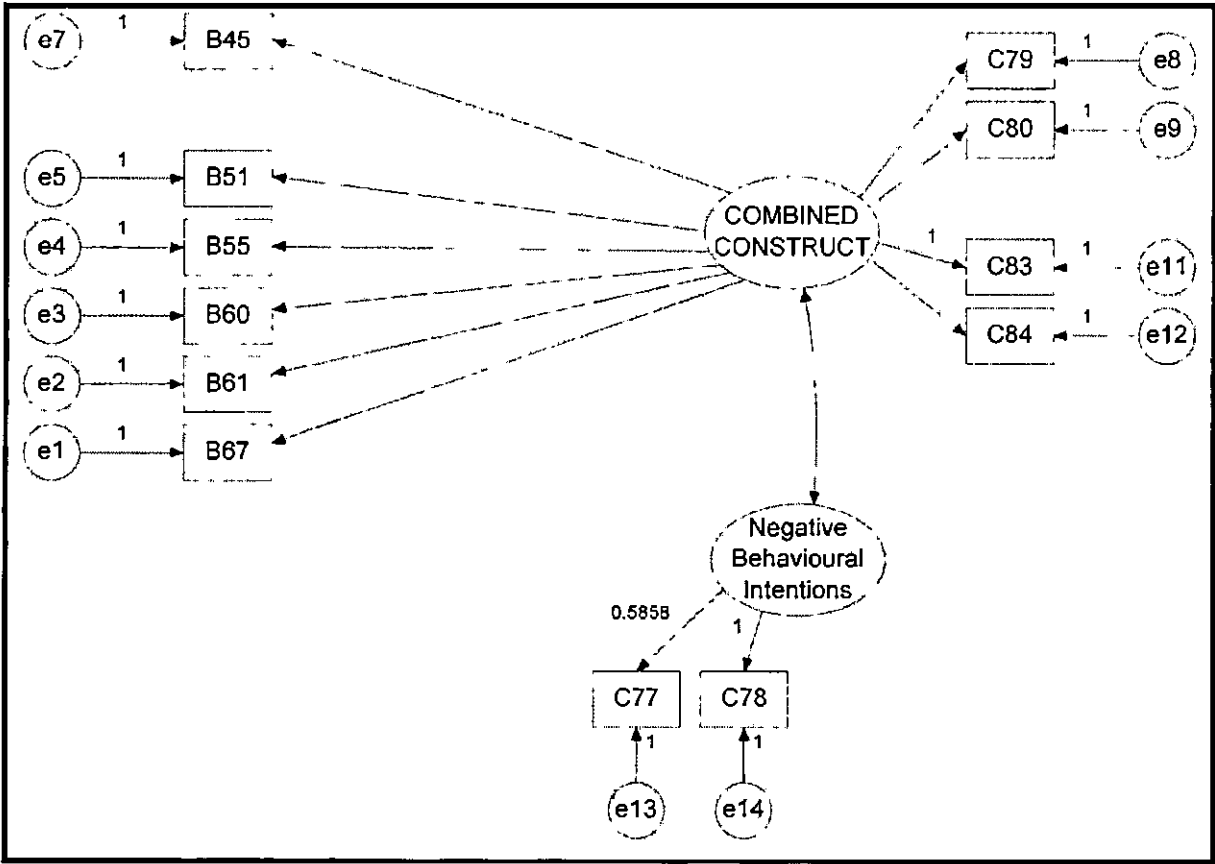 e7 1 B45
C79 1 e8
C80 1 e9
e5 1 B51
e4 1 B55
e3 1 B60
e2 1 B61
e1 1 B67
COMBINED
CONSTRUCT
1 C83 1 e11
C84 1 e12
Negative
Behavioural
Intentions
0.5858 1
C77 C78
1 1
e13 e14